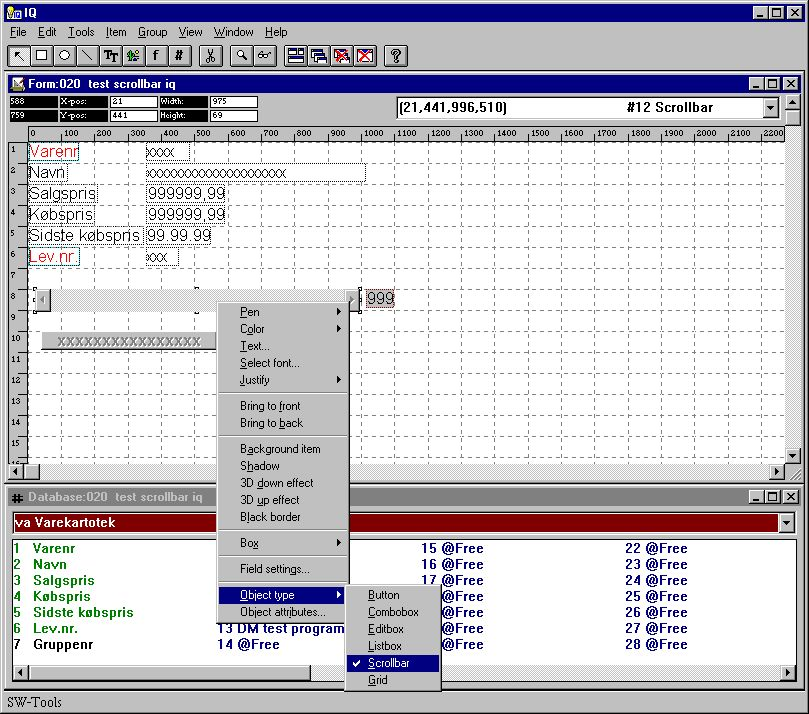 IQ
File Edit Tools Item Group View Window Help
Form:020 test scrollbar iq
588 X-pos: 21 Width: 975
759 Y-pos: 441 Height: 69
(21,441,996,510) #12 Scrollbar
0 100 200 300 400 500 600 700 800 900 1000 1100 1200 1300 1400 1500 1600 1700 1800 1900 2000 2100 2200
1 Varenr xxxx
2 Navn xxxxxxxxxxxxxxxxxxxx
3 Salgspris 999999,99
4 Købspris 999999,99
5 Sidste købspris 99.99.99
6 Lev.nr. xxx
7
8 999
9
10 XXXXXXXXXXXXXXXX
11
12
13
14
15
16
Pen
Color
Text...
Select font...
Justify
Bring to front
Bring to back
Background item
Shadow
3D down effect
3D up effect
Black border
Box
Field settings...
Object type
Object attributes...
Button
Combobox
Editbox
Listbox
Scrollbar
Grid
# Database:020 test scrollbar iq
va Varekartotek
1 Varenr 15 @Free 22 @Free
2 Navn 16 @Free 23 @Free
3 Salgspris 17 @Free 24 @Free
4 Købspris @Free 25 @Free
5 Sidste købspris @Free 26 @Free
6 Lev.nr. 13 DM test program @Free 27 @Free
7 Gruppenr 14 @Free @Free 28 @Free
SW-Tools